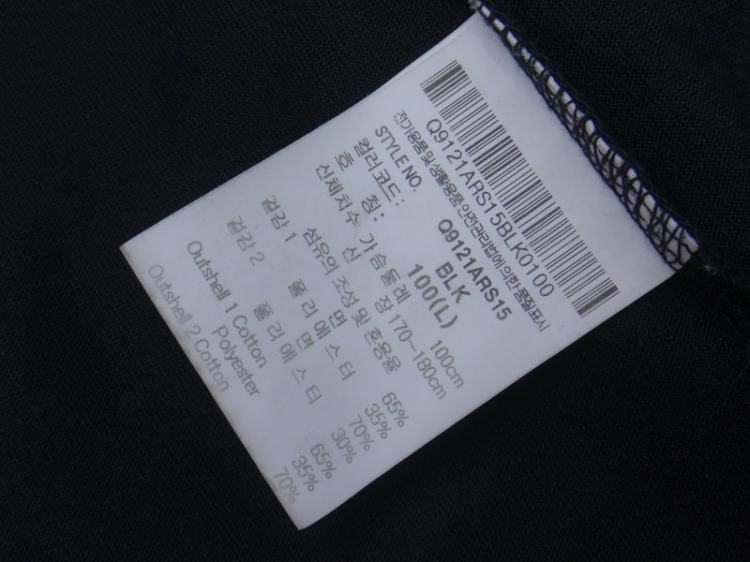 Q9121ARS15BLK0100
전기용품 및 생활용품 안전관리법에 의한 품질표시
STYLE NO. Q9121ARS15
컬러코드 : BLK
호 칭 : 100(L)
신체치수 가슴둘레 100cm
신 장 170~180cm
섬유의 조성 및 혼용율
겉감 1 면 65%
폴리에스터 35%
겉감 2 면 70%
폴리에스터 30%
Outshell 1 Cotton 65%
Polyester 35%
Outshell 2 Cotton 70%